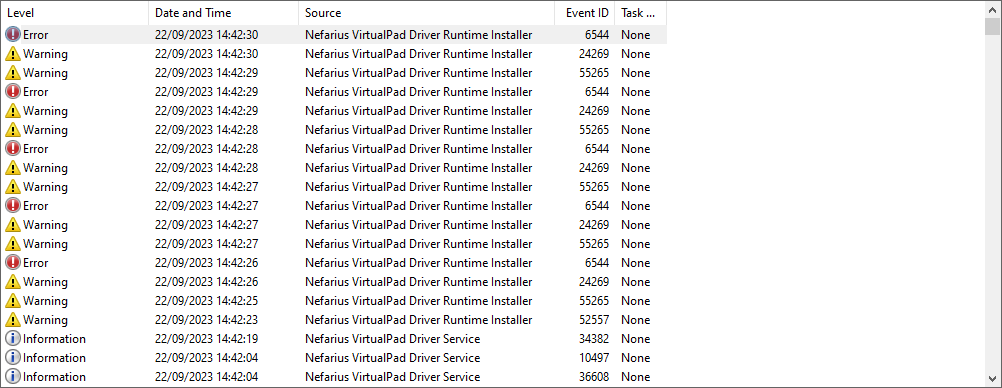 Level Date and Time Source Event ID Task ...
Error 22/09/2023 14:42:30 Nefarius VirtualPad Driver Runtime Installer 6544 None
Warning 22/09/2023 14:42:30 Nefarius VirtualPad Driver Runtime Installer 24269 None
Warning 22/09/2023 14:42:29 Nefarius VirtualPad Driver Runtime Installer 55265 None
Error 22/09/2023 14:42:29 Nefarius VirtualPad Driver Runtime Installer 6544 None
Warning 22/09/2023 14:42:29 Nefarius VirtualPad Driver Runtime Installer 24269 None
Warning 22/09/2023 14:42:28 Nefarius VirtualPad Driver Runtime Installer 55265 None
Error 22/09/2023 14:42:28 Nefarius VirtualPad Driver Runtime Installer 6544 None
Warning 22/09/2023 14:42:28 Nefarius VirtualPad Driver Runtime Installer 24269 None
Warning 22/09/2023 14:42:27 Nefarius VirtualPad Driver Runtime Installer 55265 None
Error 22/09/2023 14:42:27 Nefarius VirtualPad Driver Runtime Installer 6544 None
Warning 22/09/2023 14:42:27 Nefarius VirtualPad Driver Runtime Installer 24269 None
Warning 22/09/2023 14:42:27 Nefarius VirtualPad Driver Runtime Installer 55265 None
Error 22/09/2023 14:42:26 Nefarius VirtualPad Driver Runtime Installer 6544 None
Warning 22/09/2023 14:42:26 Nefarius VirtualPad Driver Runtime Installer 24269 None
Warning 22/09/2023 14:42:25 Nefarius VirtualPad Driver Runtime Installer 55265 None
Warning 22/09/2023 14:42:23 Nefarius VirtualPad Driver Runtime Installer 52557 None
Information 22/09/2023 14:42:19 Nefarius VirtualPad Driver Service 34382 None
Information 22/09/2023 14:42:04 Nefarius VirtualPad Driver Service 10497 None
Information 22/09/2023 14:42:04 Nefarius VirtualPad Driver Service 36608 None